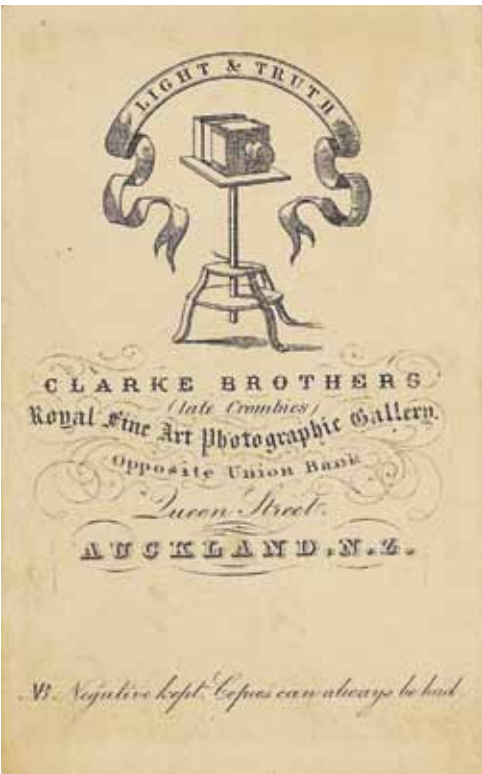 LIGHT & TRUTH
CLARKE BROTHERS
(late Crombies)
Royal Fine Art Photographic Gallery.
Opposite Union Bank
Queen Street.
AUCKLAND, N.Z.
NB. Negative kept. Copies can always be had.